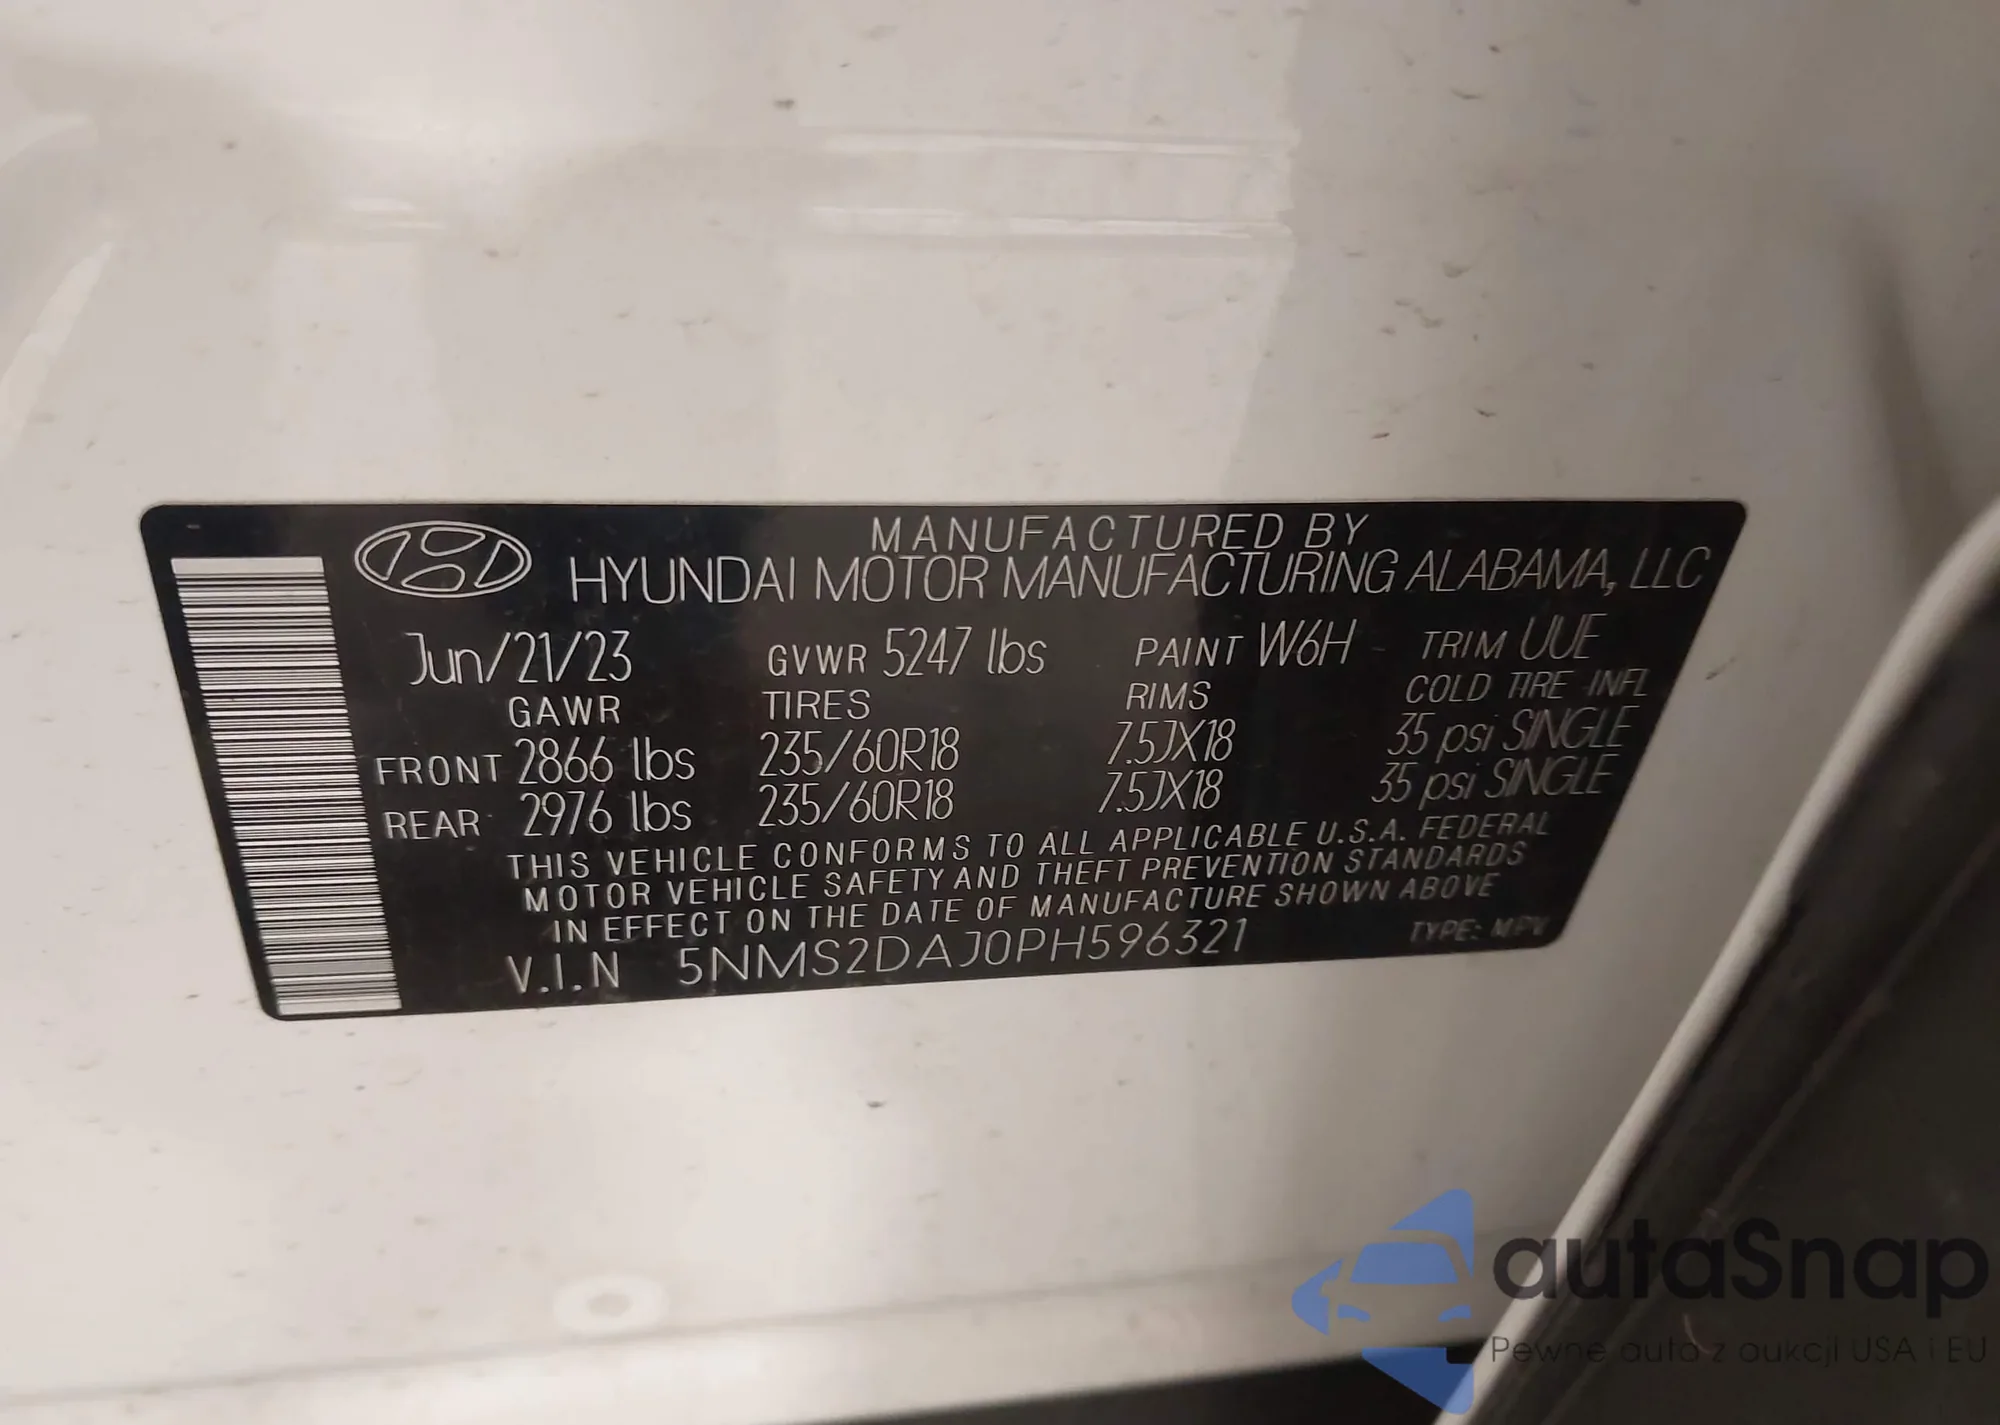 MANUFACTURED BY
HYUNDAI MOTOR MANUFACTURING ALABAMA, LLC
Jun/21/23 GVWR 5247 lbs PAINT W6H TRIM UUE
GAWR TIRES RIMS COLD TIRE INFL
FRONT 2866 lbs 235/60R18 7.5JX18 35 psi SINGLE
REAR 2976 lbs 235/60R18 7.5JX18 35 psi SINGLE
THIS VEHICLE CONFORMS TO ALL APPLICABLE U.S.A. FEDERAL
MOTOR VEHICLE SAFETY AND THEFT PREVENTION STANDARDS
IN EFFECT ON THE DATE OF MANUFACTURE SHOWN ABOVE
V.I.N 5NMS2DAJ0PH596321 TYPE: MPV
autaSnap
Pewne auta z aukcji USA i EU